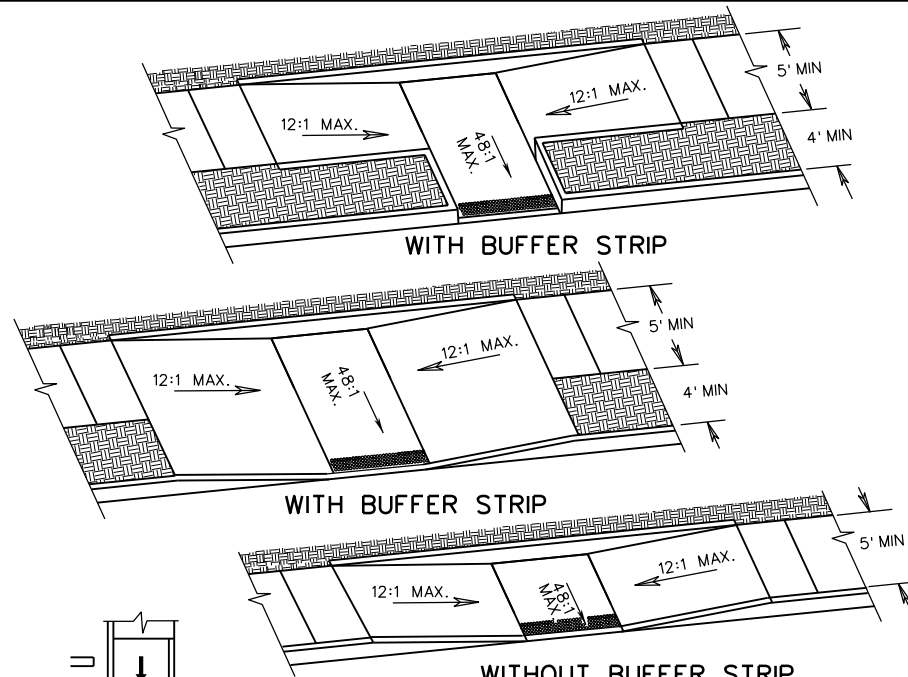 5' MIN
12:1 MAX.
12:1 MAX.
48:1
MAX.
4' MIN
WITH BUFFER STRIP
5' MIN
12:1 MAX.
12:1 MAX.
48:1
MAX.
4' MIN
WITH BUFFER STRIP
5' MIN
12:1 MAX.
12:1 MAX.
48:1
MAX.
WITHOUT BUFFER STRIP